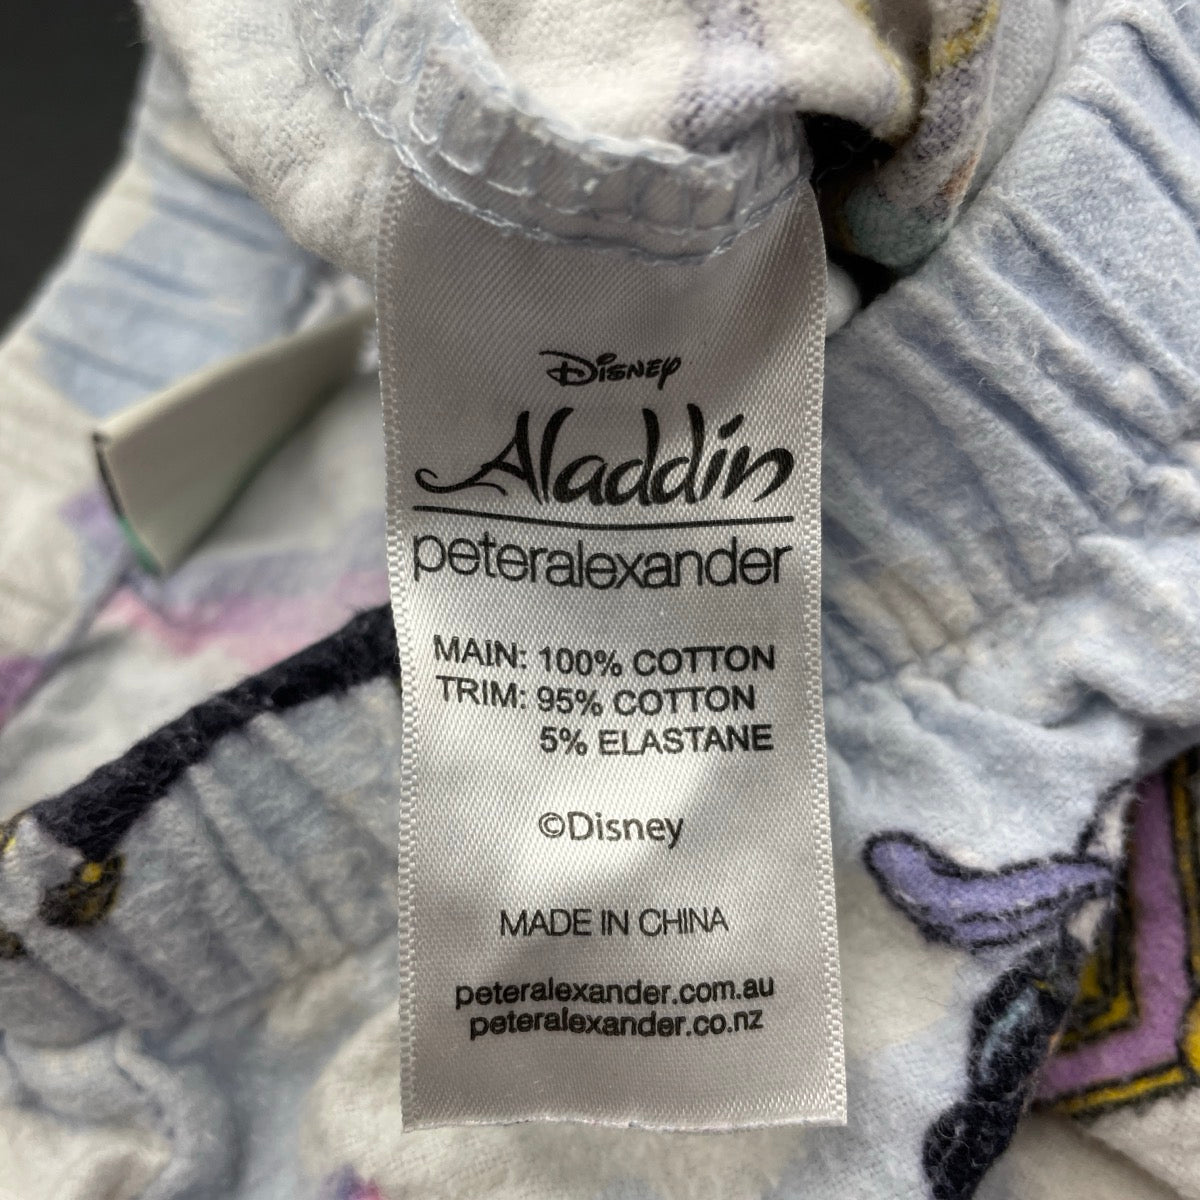 Disney
Aladdin
peteralexander
MAIN: 100% COTTON
TRIM: 95% COTTON
5% ELASTANE
©Disney
MADE IN CHINA
peteralexander.com.au
peteralexander.co.nz